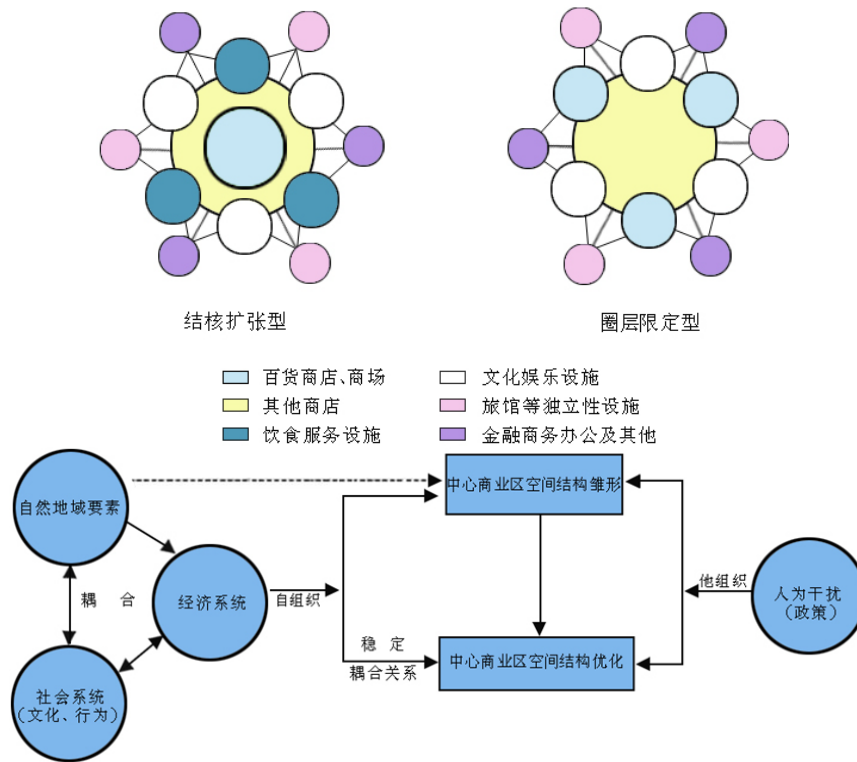 结核扩张型
圈层限定型
百货商店、商场
文化娱乐设施
其他商店
旅馆等独立性设施
饮食服务设施
金融商务办公及其他
自然地域要素
中心商业区空间结构雏形
耦 合
经济系统
自组织
他组织
人为干扰
（政策）
稳 定
耦合关系
中心商业区空间结构优化
社会系统
（文化、行为）